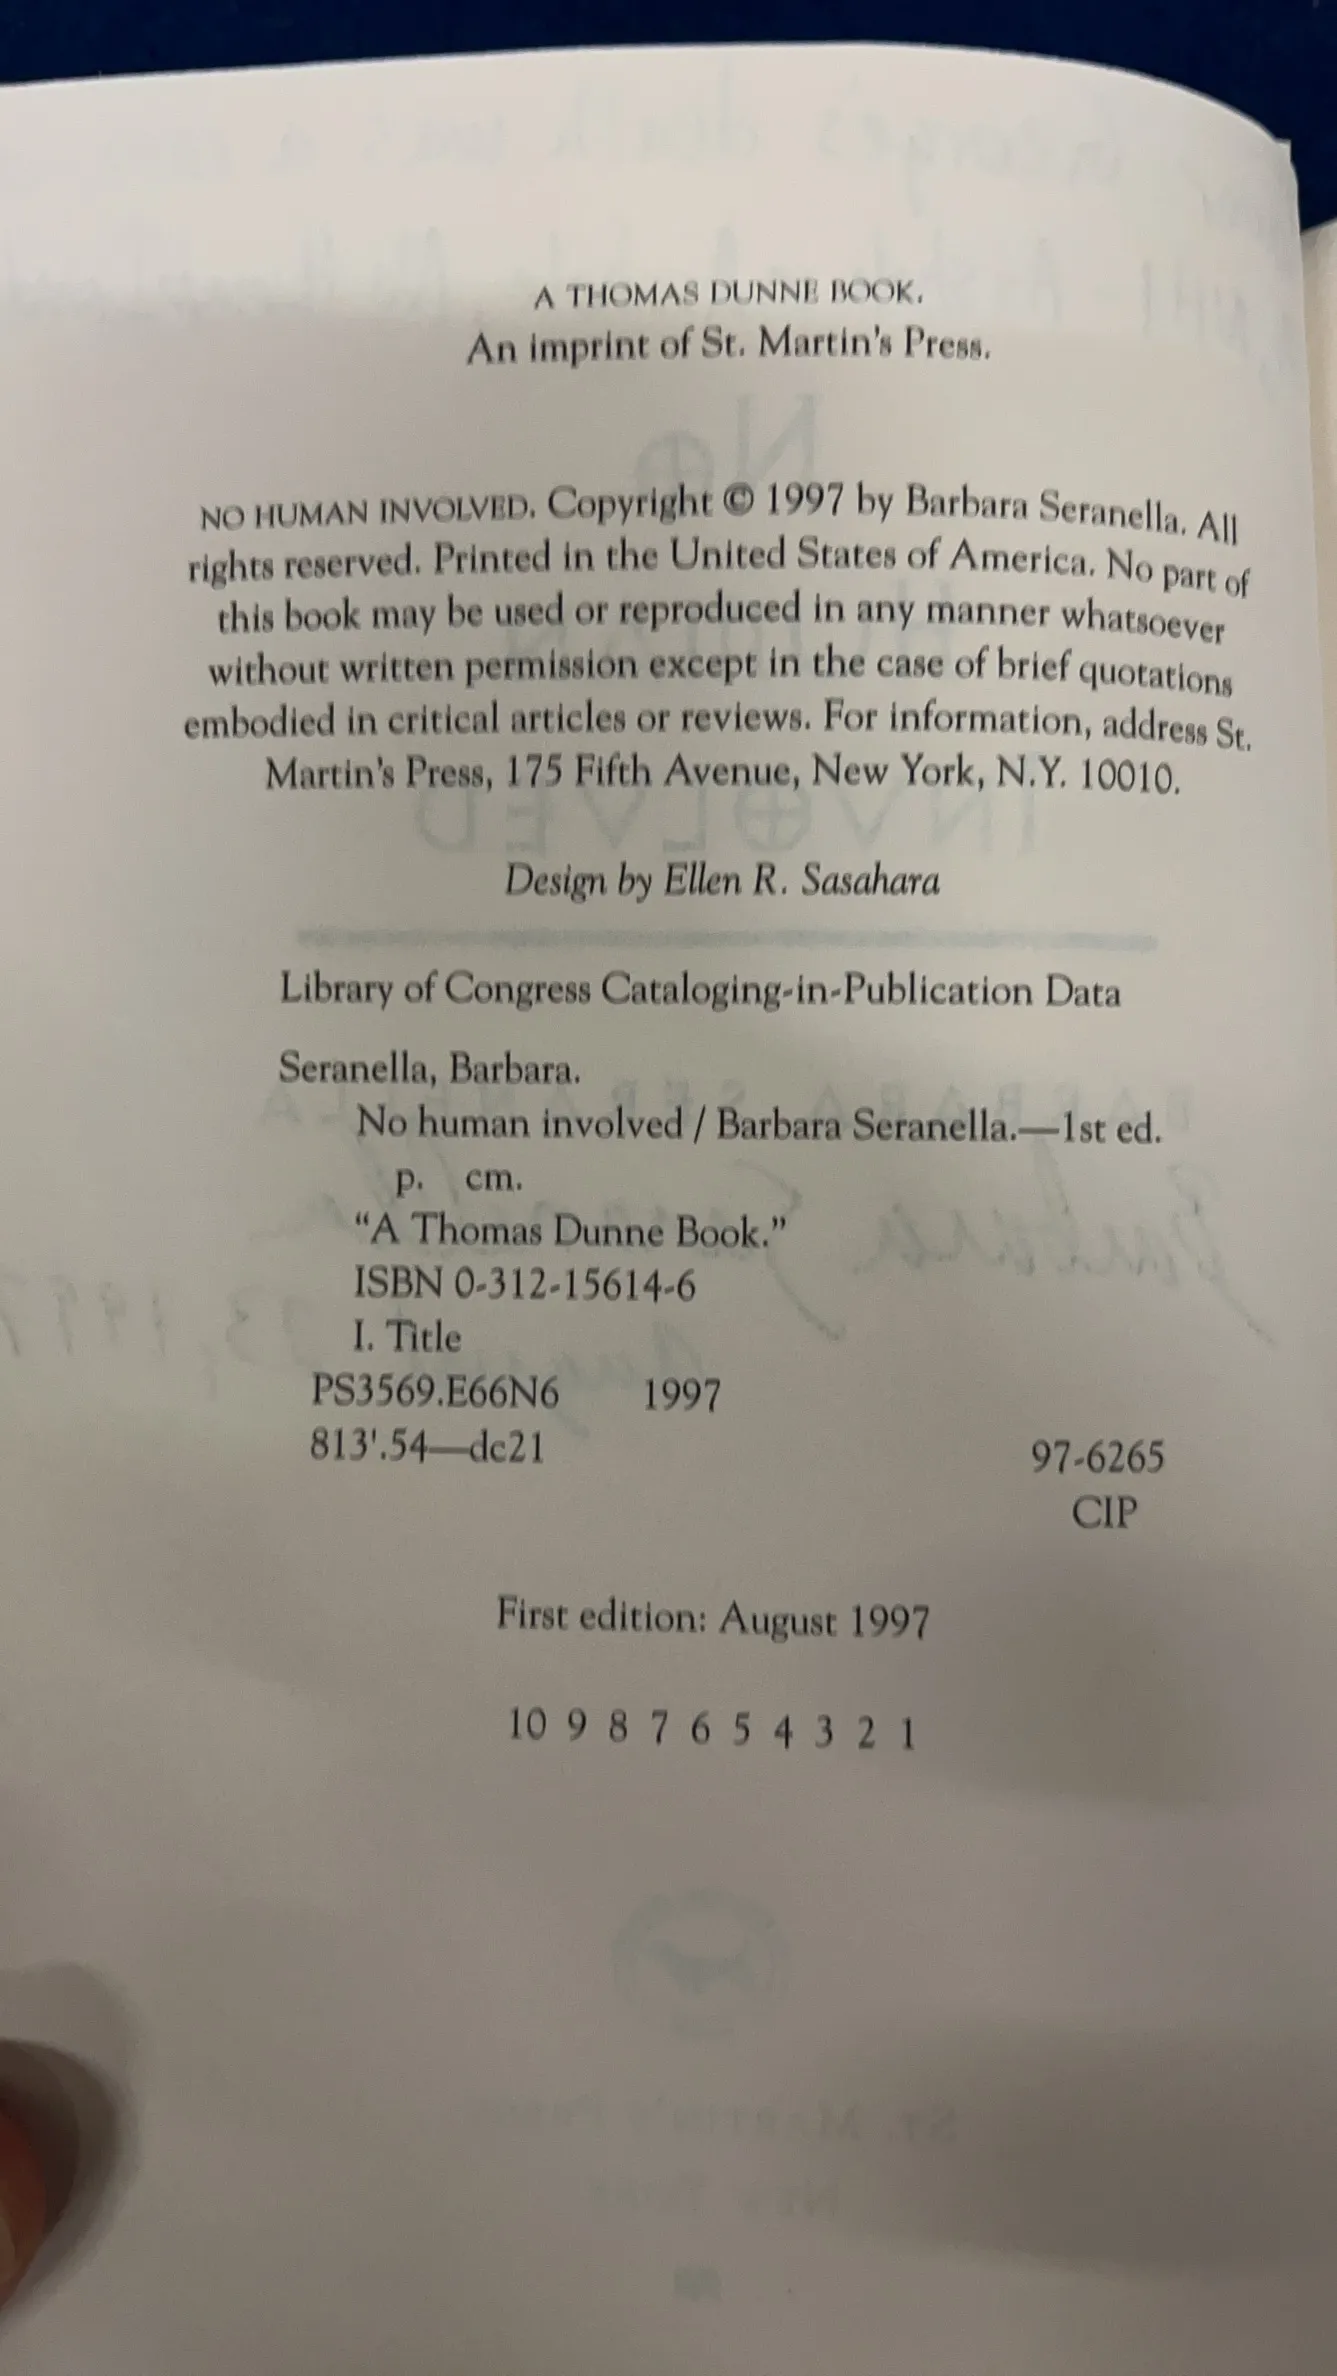 A THOMAS DUNNE BOOK.
An imprint of St. Martin's Press.
NO HUMAN INVOLVED. Copyright © 1997 by Barbara Seranella. All
rights reserved. Printed in the United States of America. No part of
this book may be used or reproduced in any manner whatsoever
without written permission except in the case of brief quotations
embodied in critical articles or reviews. For information, address St.
Martin's Press, 175 Fifth Avenue, New York, N.Y. 10010.
Design by Ellen R. Sasahara
Library of Congress Cataloging-in-Publication Data
Seranella, Barbara.
No human involved / Barbara Seranella.—1st ed.
p. cm.
"A Thomas Dunne Book."
ISBN 0-312-15614-6
I. Title
PS3569.E66N6 1997
813'.54—dc21
97-6265
CIP
First edition: August 1997
10 9 8 7 6 5 4 3 2 1